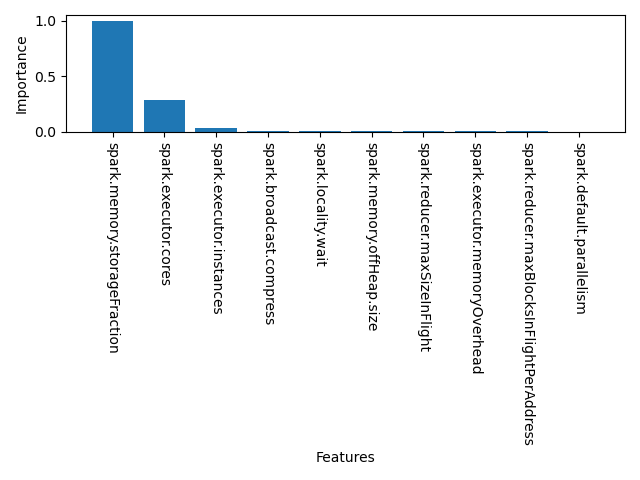 Importance
1.0
0.5
0.0
spark.memory.storageFraction
spark.executor.cores
spark.executor.instances
spark.broadcast.compress
spark.locality.wait
spark.memory.offHeap.size
spark.reducer.maxSizeInFlight
spark.executor.memoryOverhead
spark.reducer.maxBlocksInFlightPerAddress
spark.default.parallelism
Features